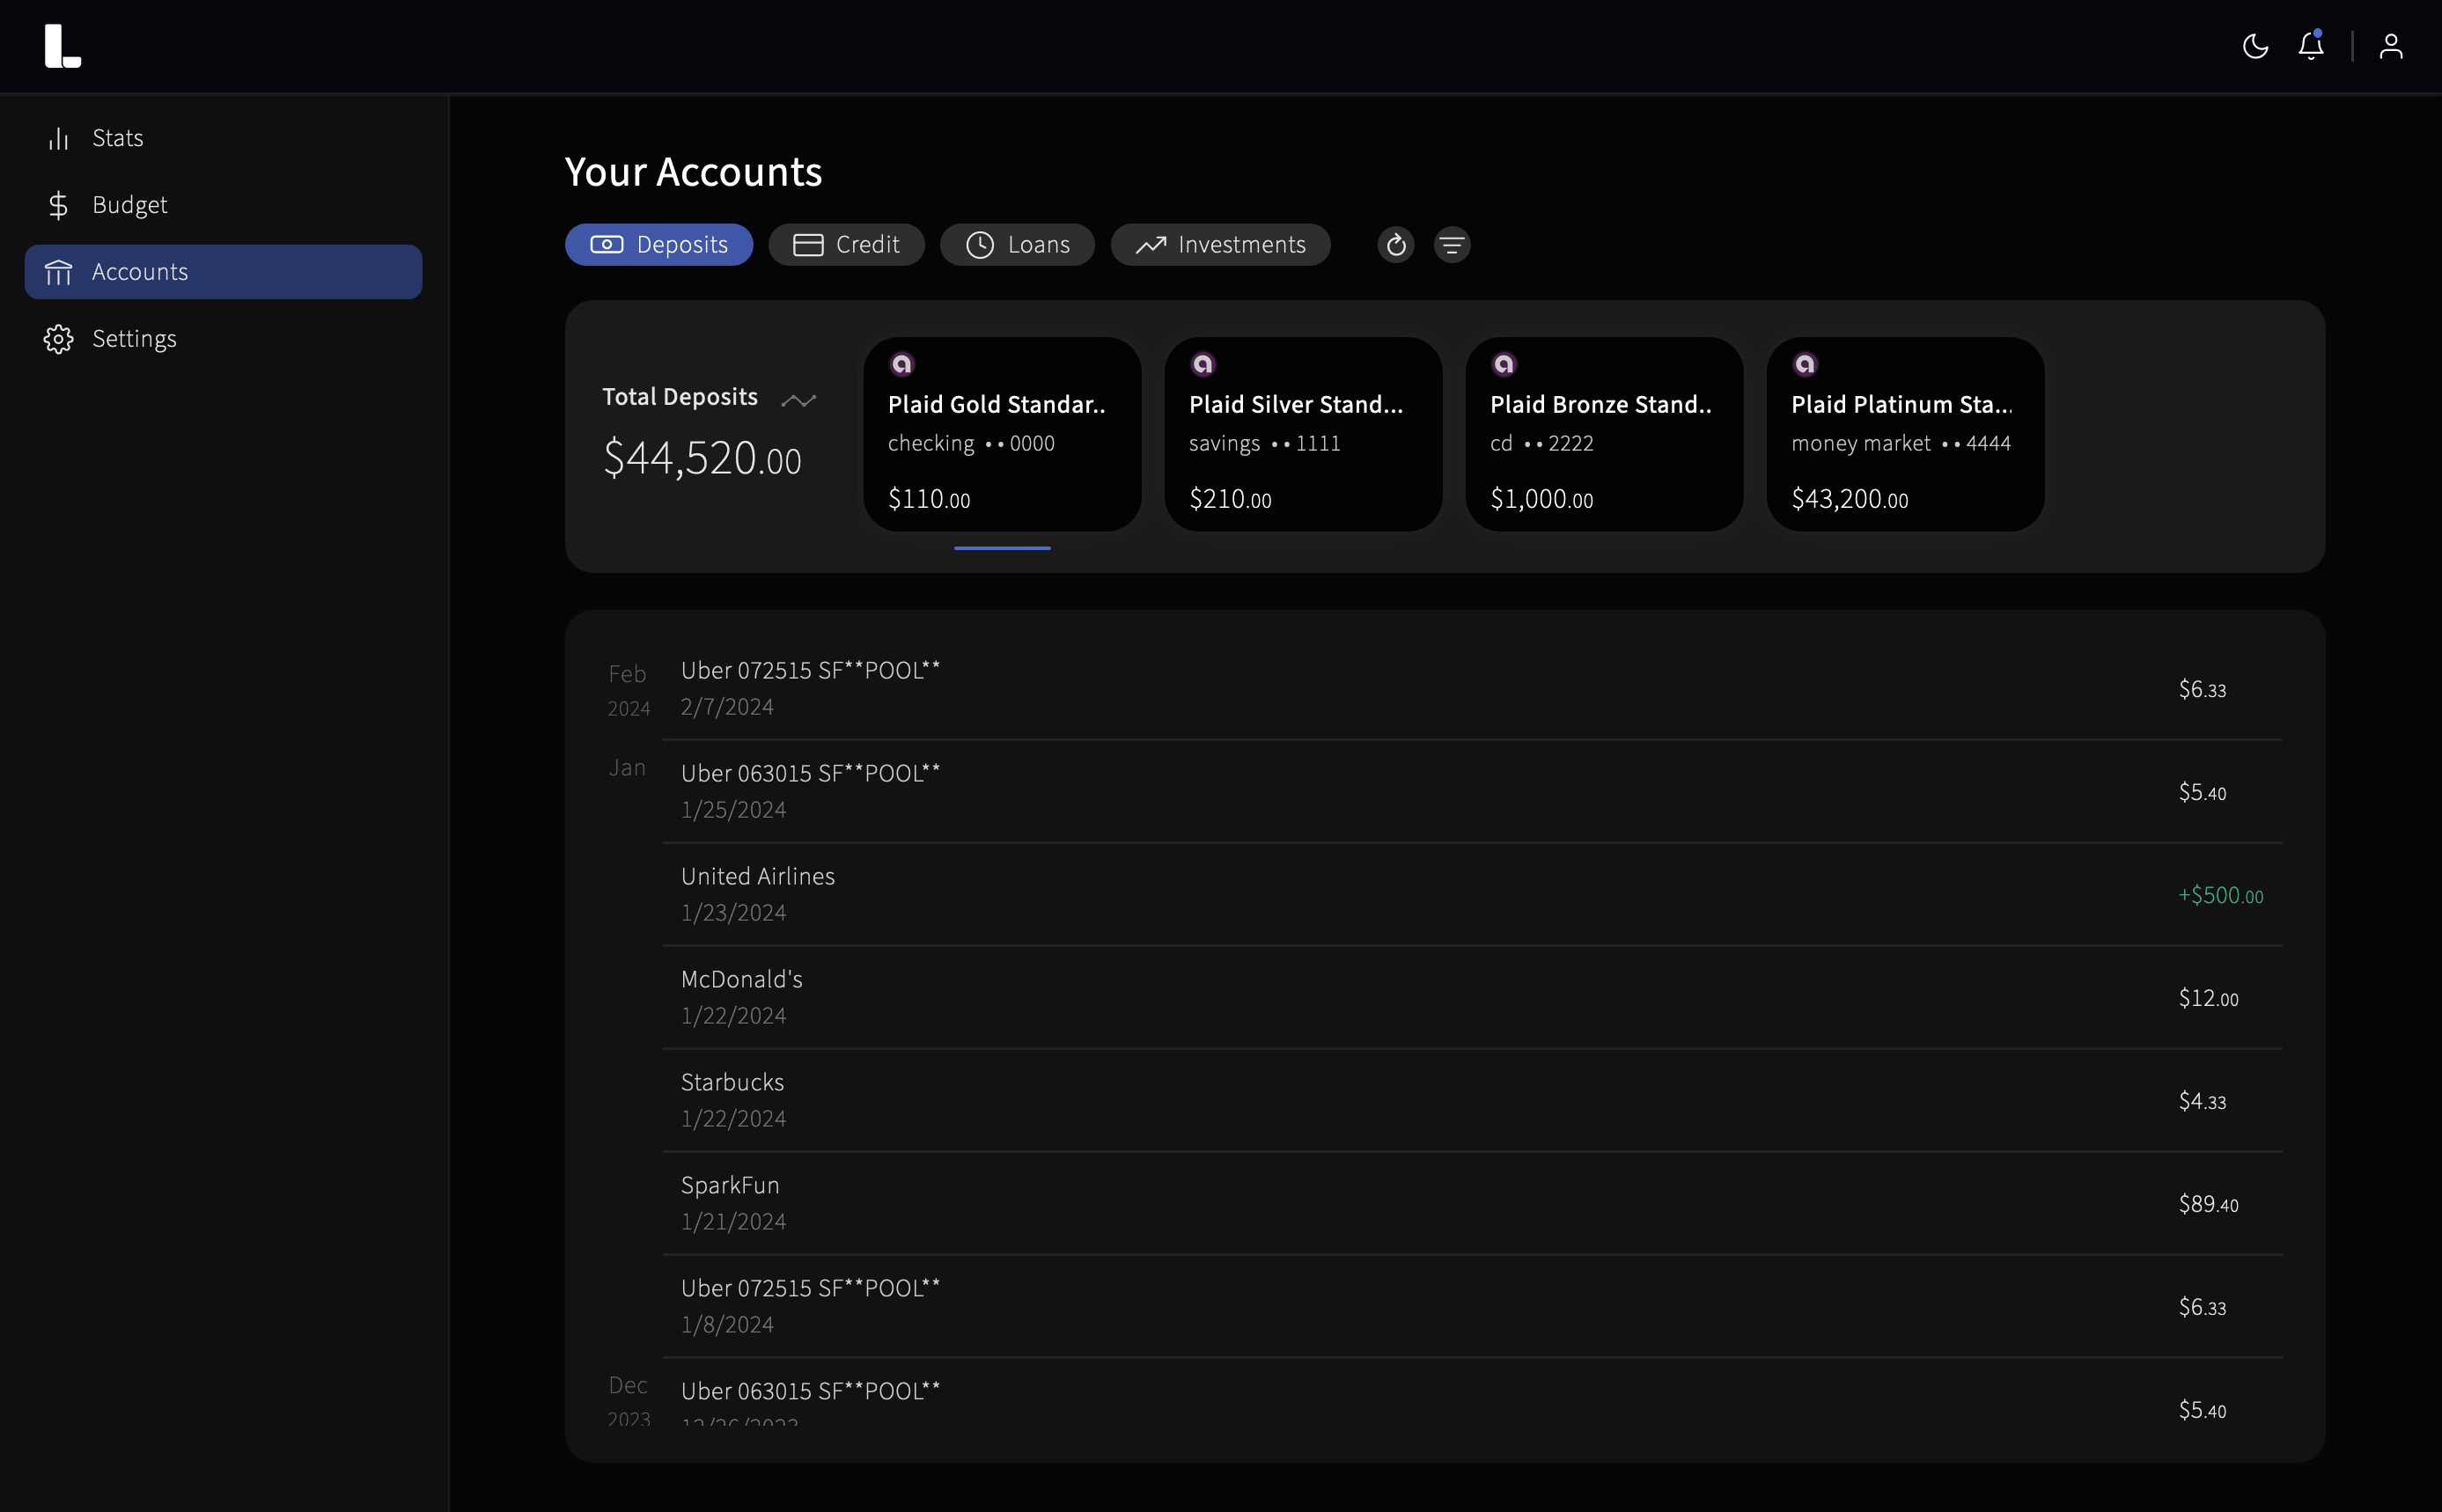 L
Stats
Budget
Accounts
Settings
Your Accounts
Deposits
Credit
Loans
Investments
Total Deposits
$44,520.00
Plaid Gold Standar..
checking ••0000
$110.00
Plaid Silver Stand...
savings ••1111
$210.00
Plaid Bronze Stand..
cd ••2222
$1,000.00
Plaid Platinum Sta...
money market ••4444
$43,200.00
Feb
2024
Uber 072515 SF**POOL**
2/7/2024
$6.33
Jan
Uber 063015 SF**POOL**
1/25/2024
$5.40
United Airlines
1/23/2024
+$500.00
McDonald's
1/22/2024
$12.00
Starbucks
1/22/2024
$4.33
SparkFun
1/21/2024
$89.40
Uber 072515 SF**POOL**
1/8/2024
$6.33
Dec
2023
Uber 063015 SF**POOL**
12/26/2023
$5.40